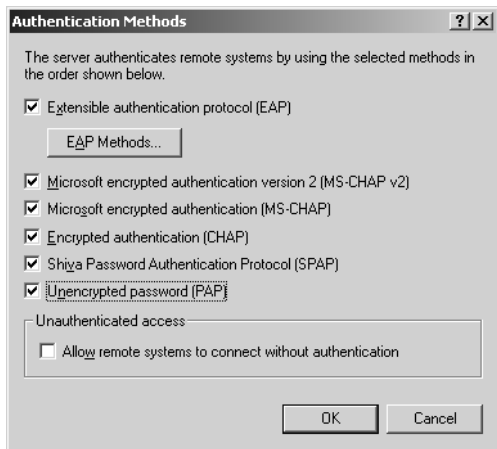 Authentication Methods
The server authenticates remote systems by using the selected methods in
the order shown below.
Extensible authentication protocol (EAP)
EAP Methods...
Microsoft encrypted authentication version 2 (MS-CHAP v2)
Microsoft encrypted authentication (MS-CHAP)
Encrypted authentication (CHAP)
Shiva Password Authentication Protocol (SPAP)
Unencrypted password (PAP)
Unauthenticated access
Allow remote systems to connect without authentication
OK Cancel